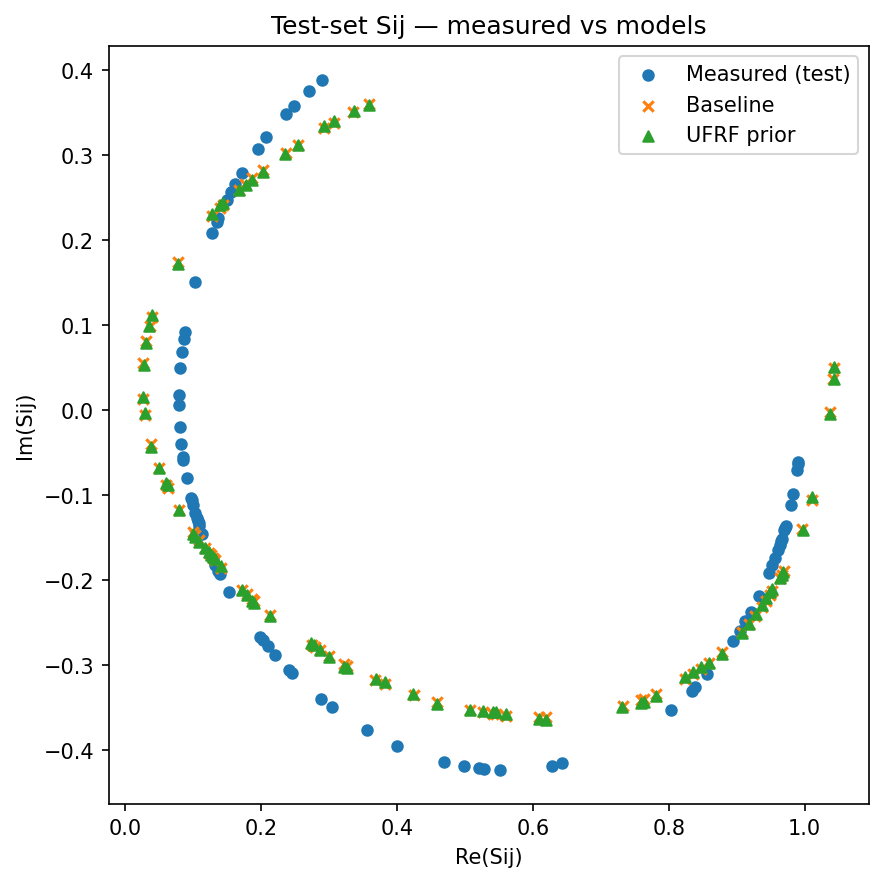 Test-set Sij — measured vs models
Measured (test)
Baseline
UFRF prior
0.4
0.3
0.2
0.1
0.0
−0.1
−0.2
−0.3
−0.4
Im(Sij)
0.0 0.2 0.4 0.6 0.8 1.0
Re(Sij)